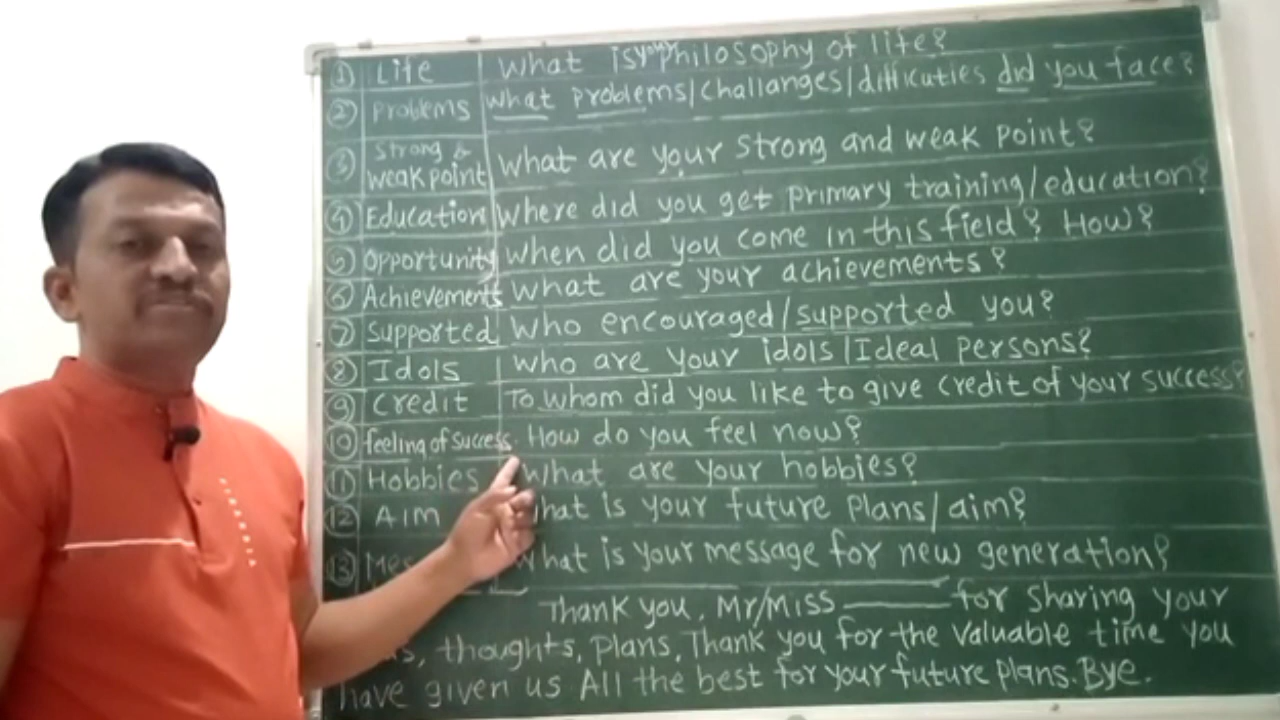 ① Life What is your philosophy of life?
② Problems What problems/challanges/difficuties did you face?
③ Strong & weak point What are your strong and weak point?
④ Education Where did you get primary training/education?
⑤ Opportunity When did you come in this field? How?
⑥ Achievements What are your achievements?
⑦ Supported Who encouraged/supported you?
⑧ Idols Who are your idols/Ideal persons?
⑨ Credit To whom did you like to give credit of your success?
⑩ feeling of success. How do you feel now?
⑪ Hobbies What are your hobbies?
⑫ Aim hat is your future plans/aim?
⑬ Mes What is your message for new generation?
Thank you, Mr/Miss ——— for sharing your
thoughts, plans, Thank you for the valuable time you
have given us All the best for your future plans. Bye.